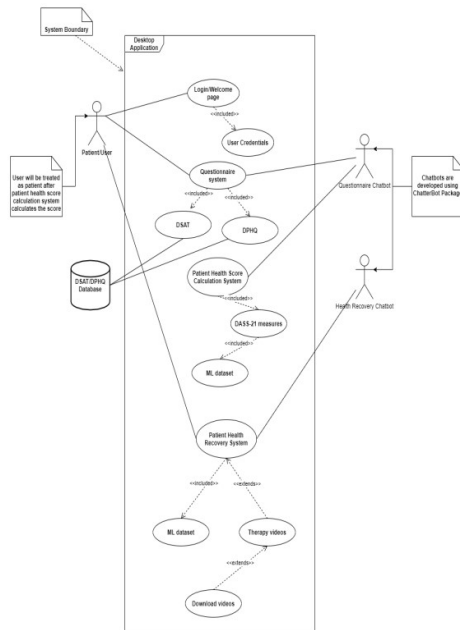 System Boundary
Desktop
Application
Login/Welcome
page
<<included>>
User Credentials
Patient/User
User will be treated
as patient after
patient health score
calculation system
calculates the score
Questionnaire
system
<<included>>
<<included>>
DSAT
DPHQ
Questionnaire Chatbot
Chatbots are
developed using
ChatterBot Package
DSAT/DPHQ
Database
Patient Health Score
Calculation System
<<included>>
DASS-21 measures
<<included>>
ML dataset
Health Recovery Chatbot
Patient Health
Recovery System
<<included>>
<<extends>>
ML dataset
Therapy videos
<<extends>>
Download videos